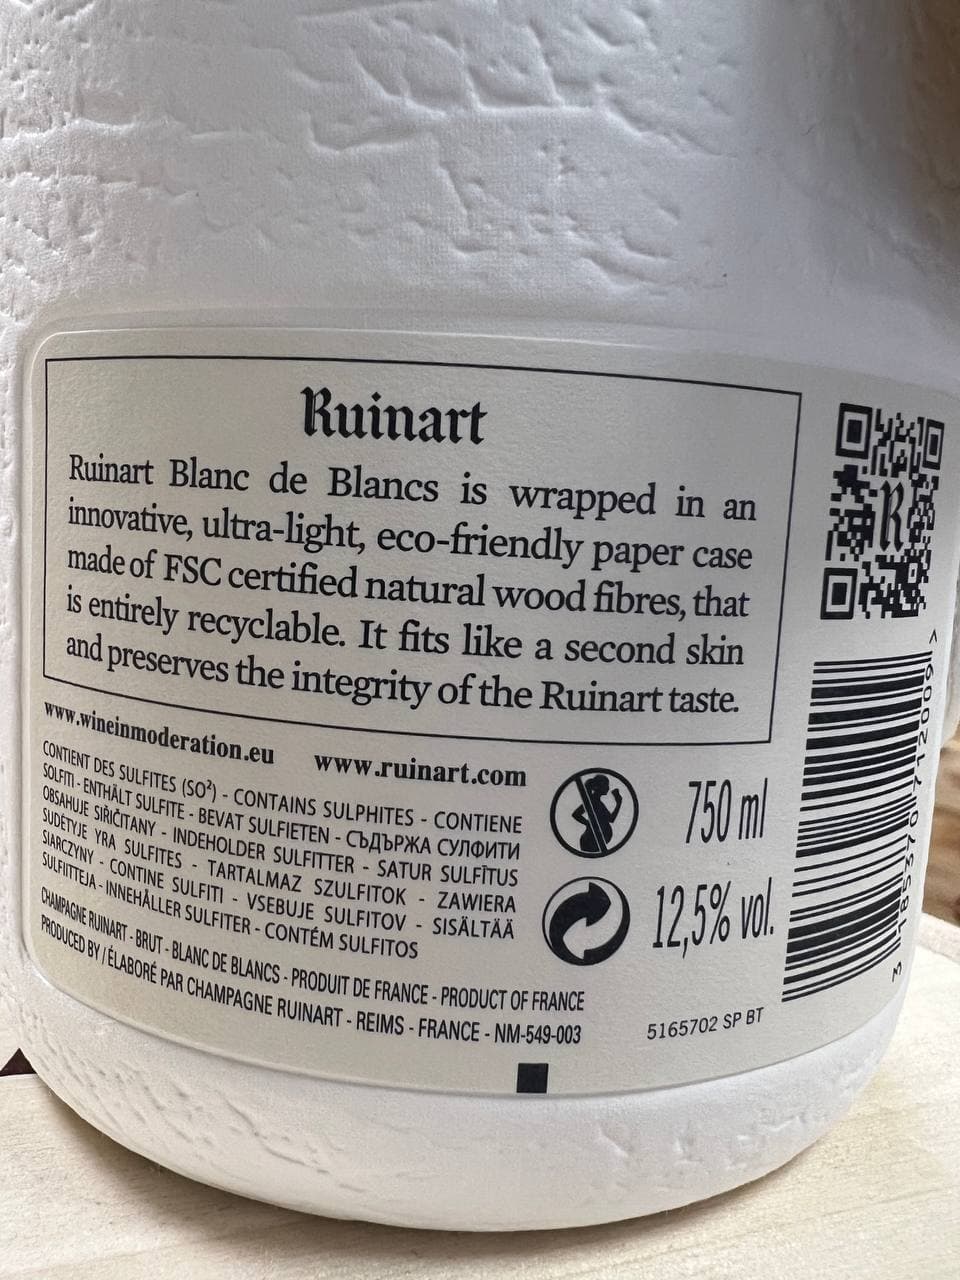 Ruinart
Ruinart Blanc de Blancs is wrapped in an
innovative, ultra-light, eco-friendly paper case
made of FSC certified natural wood fibres, that
is entirely recyclable. It fits like a second skin
and preserves the integrity of the Ruinart taste.
www.wineinmoderation.eu www.ruinart.com
CONTIENT DES SULFITES (SO²) - CONTAINS SULPHITES - CONTIENE
SOLFITI - ENTHÄLT SULFITE - BEVAT SULFIETEN - СЪДЪРЖА СУЛФИТИ
OBSAHUJE SIŘIČITANY - INDEHOLDER SULFITTER - SATUR SULFĪTUS
SUDĖTYJE YRA SULFITES - TARTALMAZ SZULFITOK - ZAWIERA
SIARCZYNY - CONTINE SULFITI - VSEBUJE SULFITOV - SISÄLTÄÄ
SULFIITTEJA - INNEHÅLLER SULFITER - CONTÉM SULFITOS
CHAMPAGNE RUINART - BRUT - BLANC DE BLANCS - PRODUIT DE FRANCE - PRODUCT OF FRANCE
PRODUCED BY / ÉLABORÉ PAR CHAMPAGNE RUINART - REIMS - FRANCE - NM-549-003
750 ml
12,5% vol.
5165702 SP BT
R
3 185370 712009 >